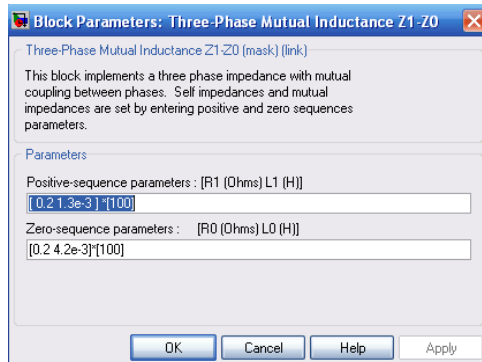 Block Parameters: Three-Phase Mutual Inductance Z1-Z0
Three-Phase Mutual Inductance Z1-Z0 (mask) (link)
This block implements a three phase impedance with mutual
coupling between phases. Self impedances and mutual
impedances are set by entering positive and zero sequences
parameters.
Parameters
Positive-sequence parameters : [R1 (Ohms) L1 (H)]
[ 0.2 1.3e-3 ] *[100]
Zero-sequence parameters : [R0 (Ohms) L0 (H)]
[0.2 4.2e-3]*[100]
OK Cancel Help Apply